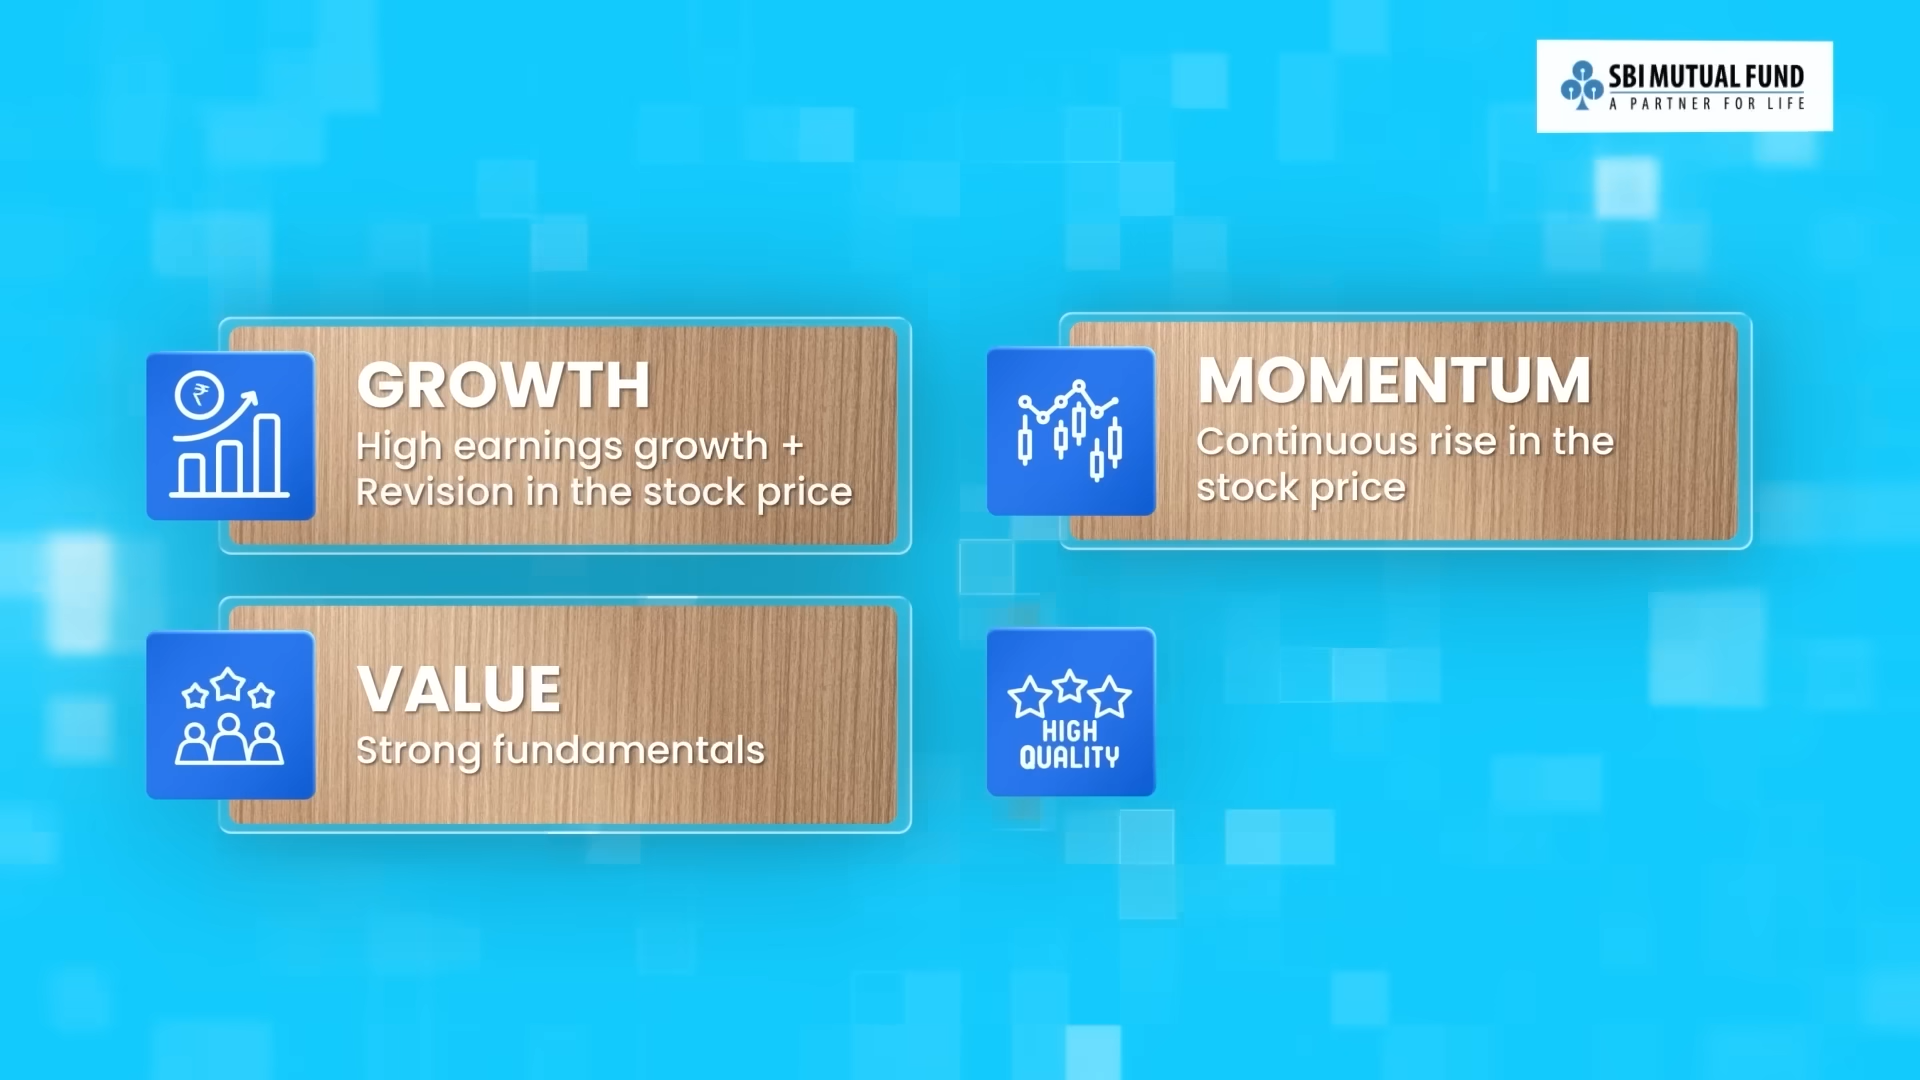 SBI MUTUAL FUND
A PARTNER FOR LIFE
GROWTH
High earnings growth +
Revision in the stock price
MOMENTUM
Continuous rise in the
stock price
VALUE
Strong fundamentals
HIGH
QUALITY